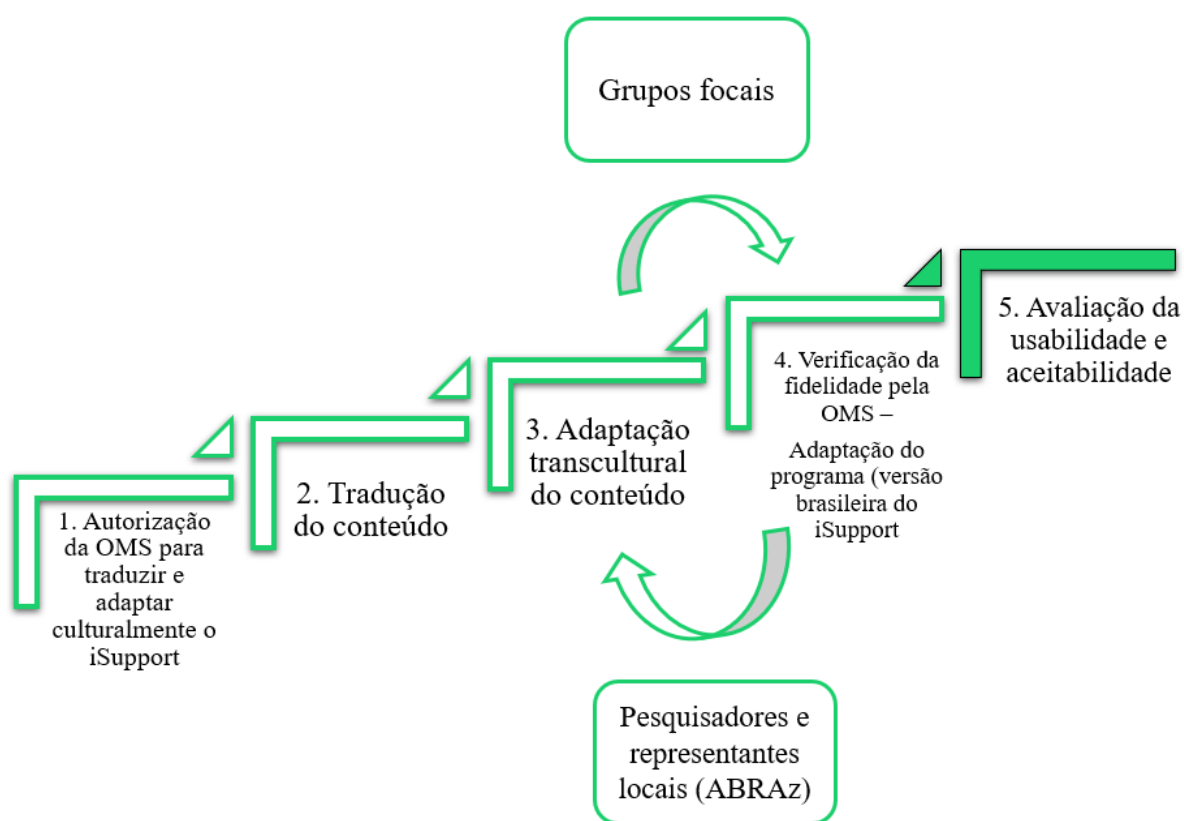 Grupos focais
1. Autorização
da OMS para
traduzir e
adaptar
culturalmente o
iSupport
2. Tradução
do conteúdo
3. Adaptação
transcultural
do conteúdo
4. Verificação da
fidelidade pela
OMS –
Adaptação do
programa (versão
brasileira do
iSupport
5. Avaliação da
usabilidade e
aceitabilidade
Pesquisadores e
representantes
locais (ABRAz)